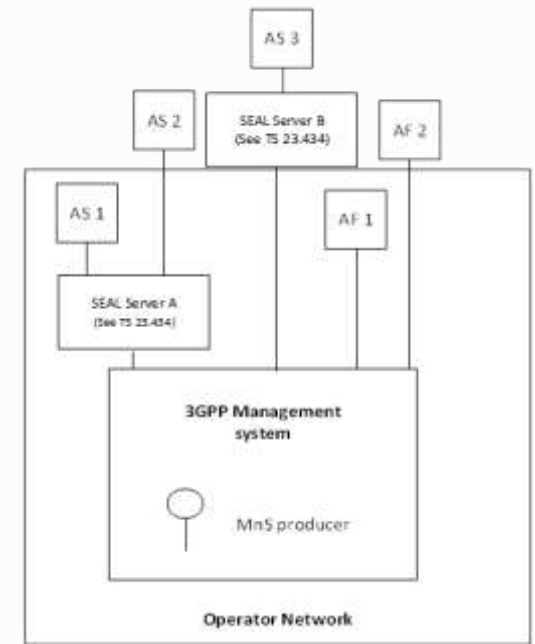 AS 3
AS 2
SEAL Server B
(See TS 23.434)
AF 2
AS 1
AF 1
SEAL Server A
(See TS 23.434)
3GPP Management
system
MnS producer
Operator Network